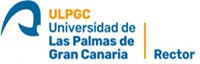 ULPGC
Universidad de
Las Palmas de
Gran Canaria
Rector